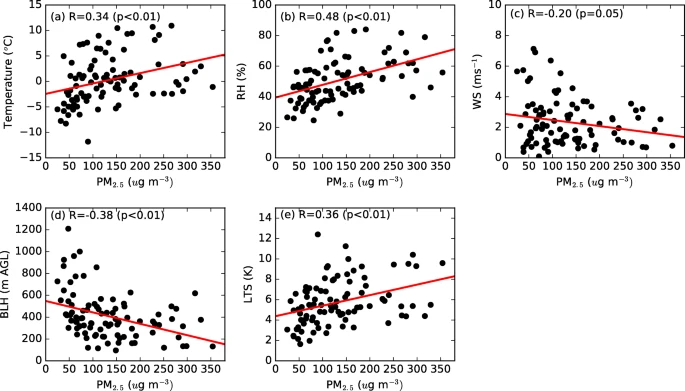 (a) R=0.34 (p<0.01)
Temperature (°C)
15
10
5
0
−5
−10
−15
0 50 100 150 200 250 300 350
PM2.5 (ug m−3)
(b) R=0.48 (p<0.01)
RH (%)
100
80
60
40
20
0
0 50 100 150 200 250 300 350
PM2.5 (ug m−3)
(c) R=-0.20 (p=0.05)
WS (ms−1)
10
8
6
4
2
0
0 50 100 150 200 250 300 350
PM2.5 (ug m−3)
(d) R=-0.38 (p<0.01)
BLH (m AGL)
1400
1200
1000
800
600
400
200
0
0 50 100 150 200 250 300 350
PM2.5 (ug m−3)
(e) R=0.36 (p<0.01)
LTS (K)
14
12
10
8
6
4
2
0
0 50 100 150 200 250 300 350
PM2.5 (ug m−3)